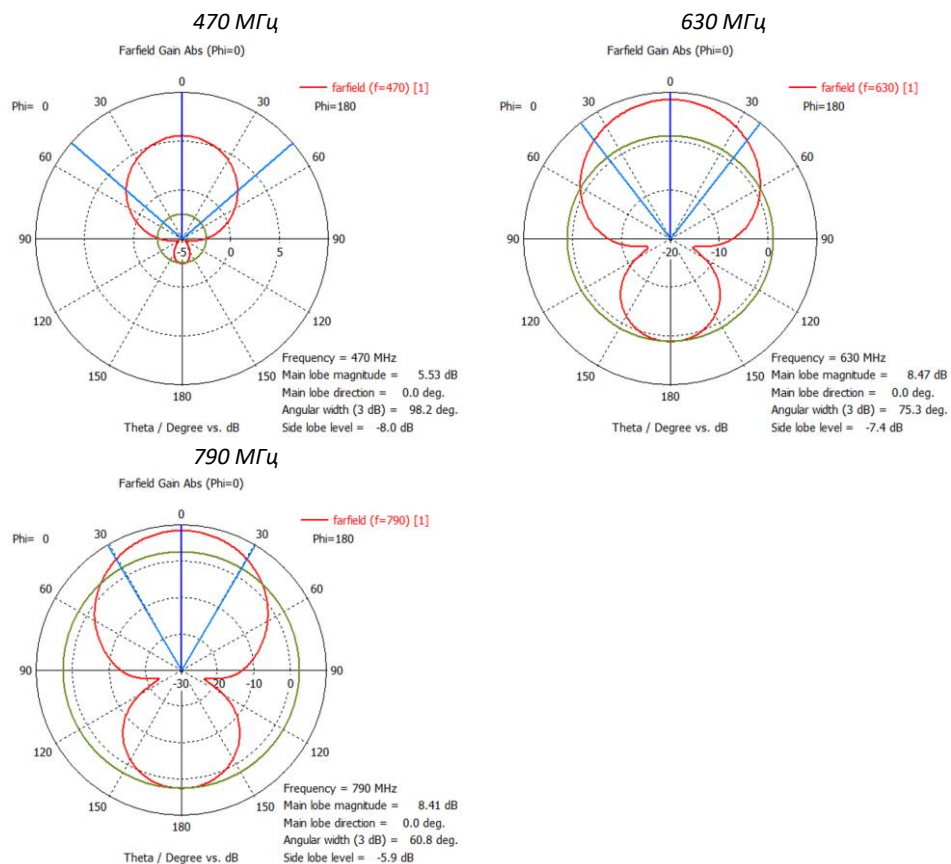 470 МГц
Farfield Gain Abs (Phi=0)
farfield (f=470) [1]
Phi= 0
Phi=180
0
30
30
60
60
90
90
-5
0
5
120
120
150
150
180
Frequency = 470 MHz
Main lobe magnitude = 5.53 dB
Main lobe direction = 0.0 deg.
Angular width (3 dB) = 98.2 deg.
Side lobe level = -8.0 dB
Theta / Degree vs. dB
630 МГц
Farfield Gain Abs (Phi=0)
farfield (f=630) [1]
Phi= 0
Phi=180
0
30
30
60
60
90
90
-20
-10
0
120
120
150
150
180
Frequency = 630 MHz
Main lobe magnitude = 8.47 dB
Main lobe direction = 0.0 deg.
Angular width (3 dB) = 75.3 deg.
Side lobe level = -7.4 dB
Theta / Degree vs. dB
790 МГц
Farfield Gain Abs (Phi=0)
farfield (f=790) [1]
Phi= 0
Phi=180
0
30
30
60
60
90
90
-30
-20
-10
0
120
120
150
150
180
Frequency = 790 MHz
Main lobe magnitude = 8.41 dB
Main lobe direction = 0.0 deg.
Angular width (3 dB) = 60.8 deg.
Side lobe level = -5.9 dB
Theta / Degree vs. dB